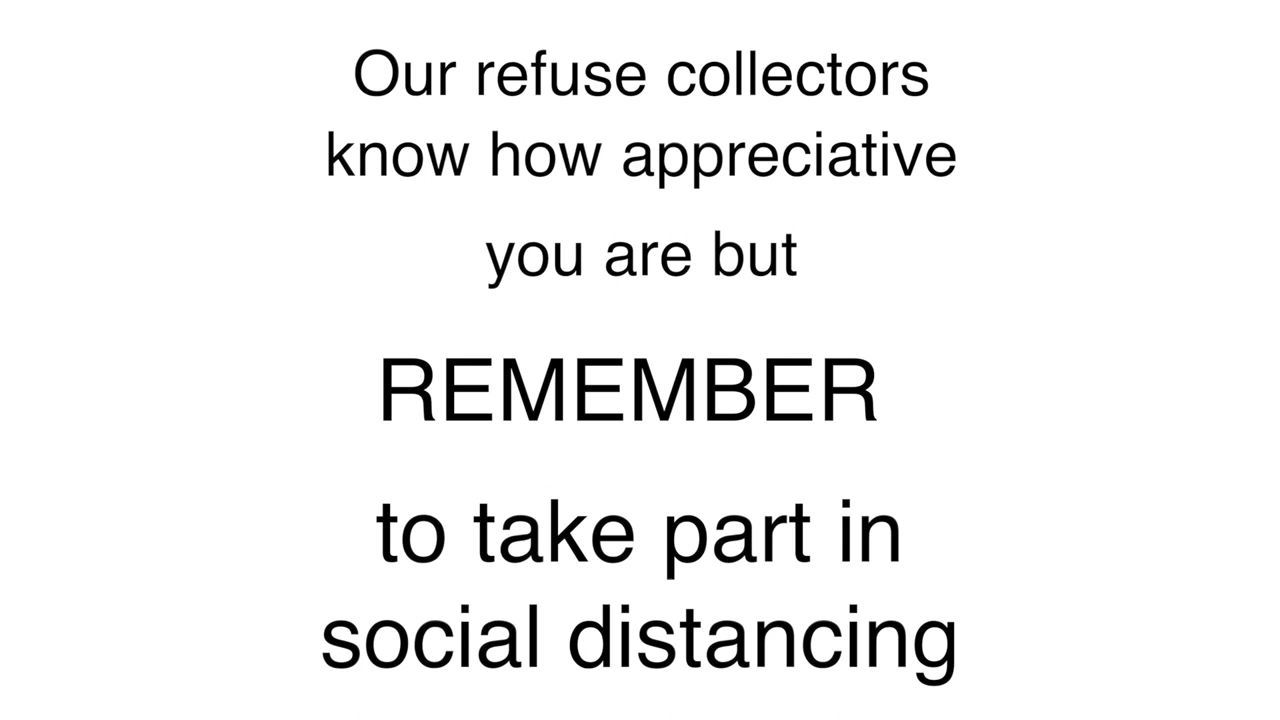 Our refuse collectors
know how appreciative
you are but
REMEMBER
to take part in
social distancing